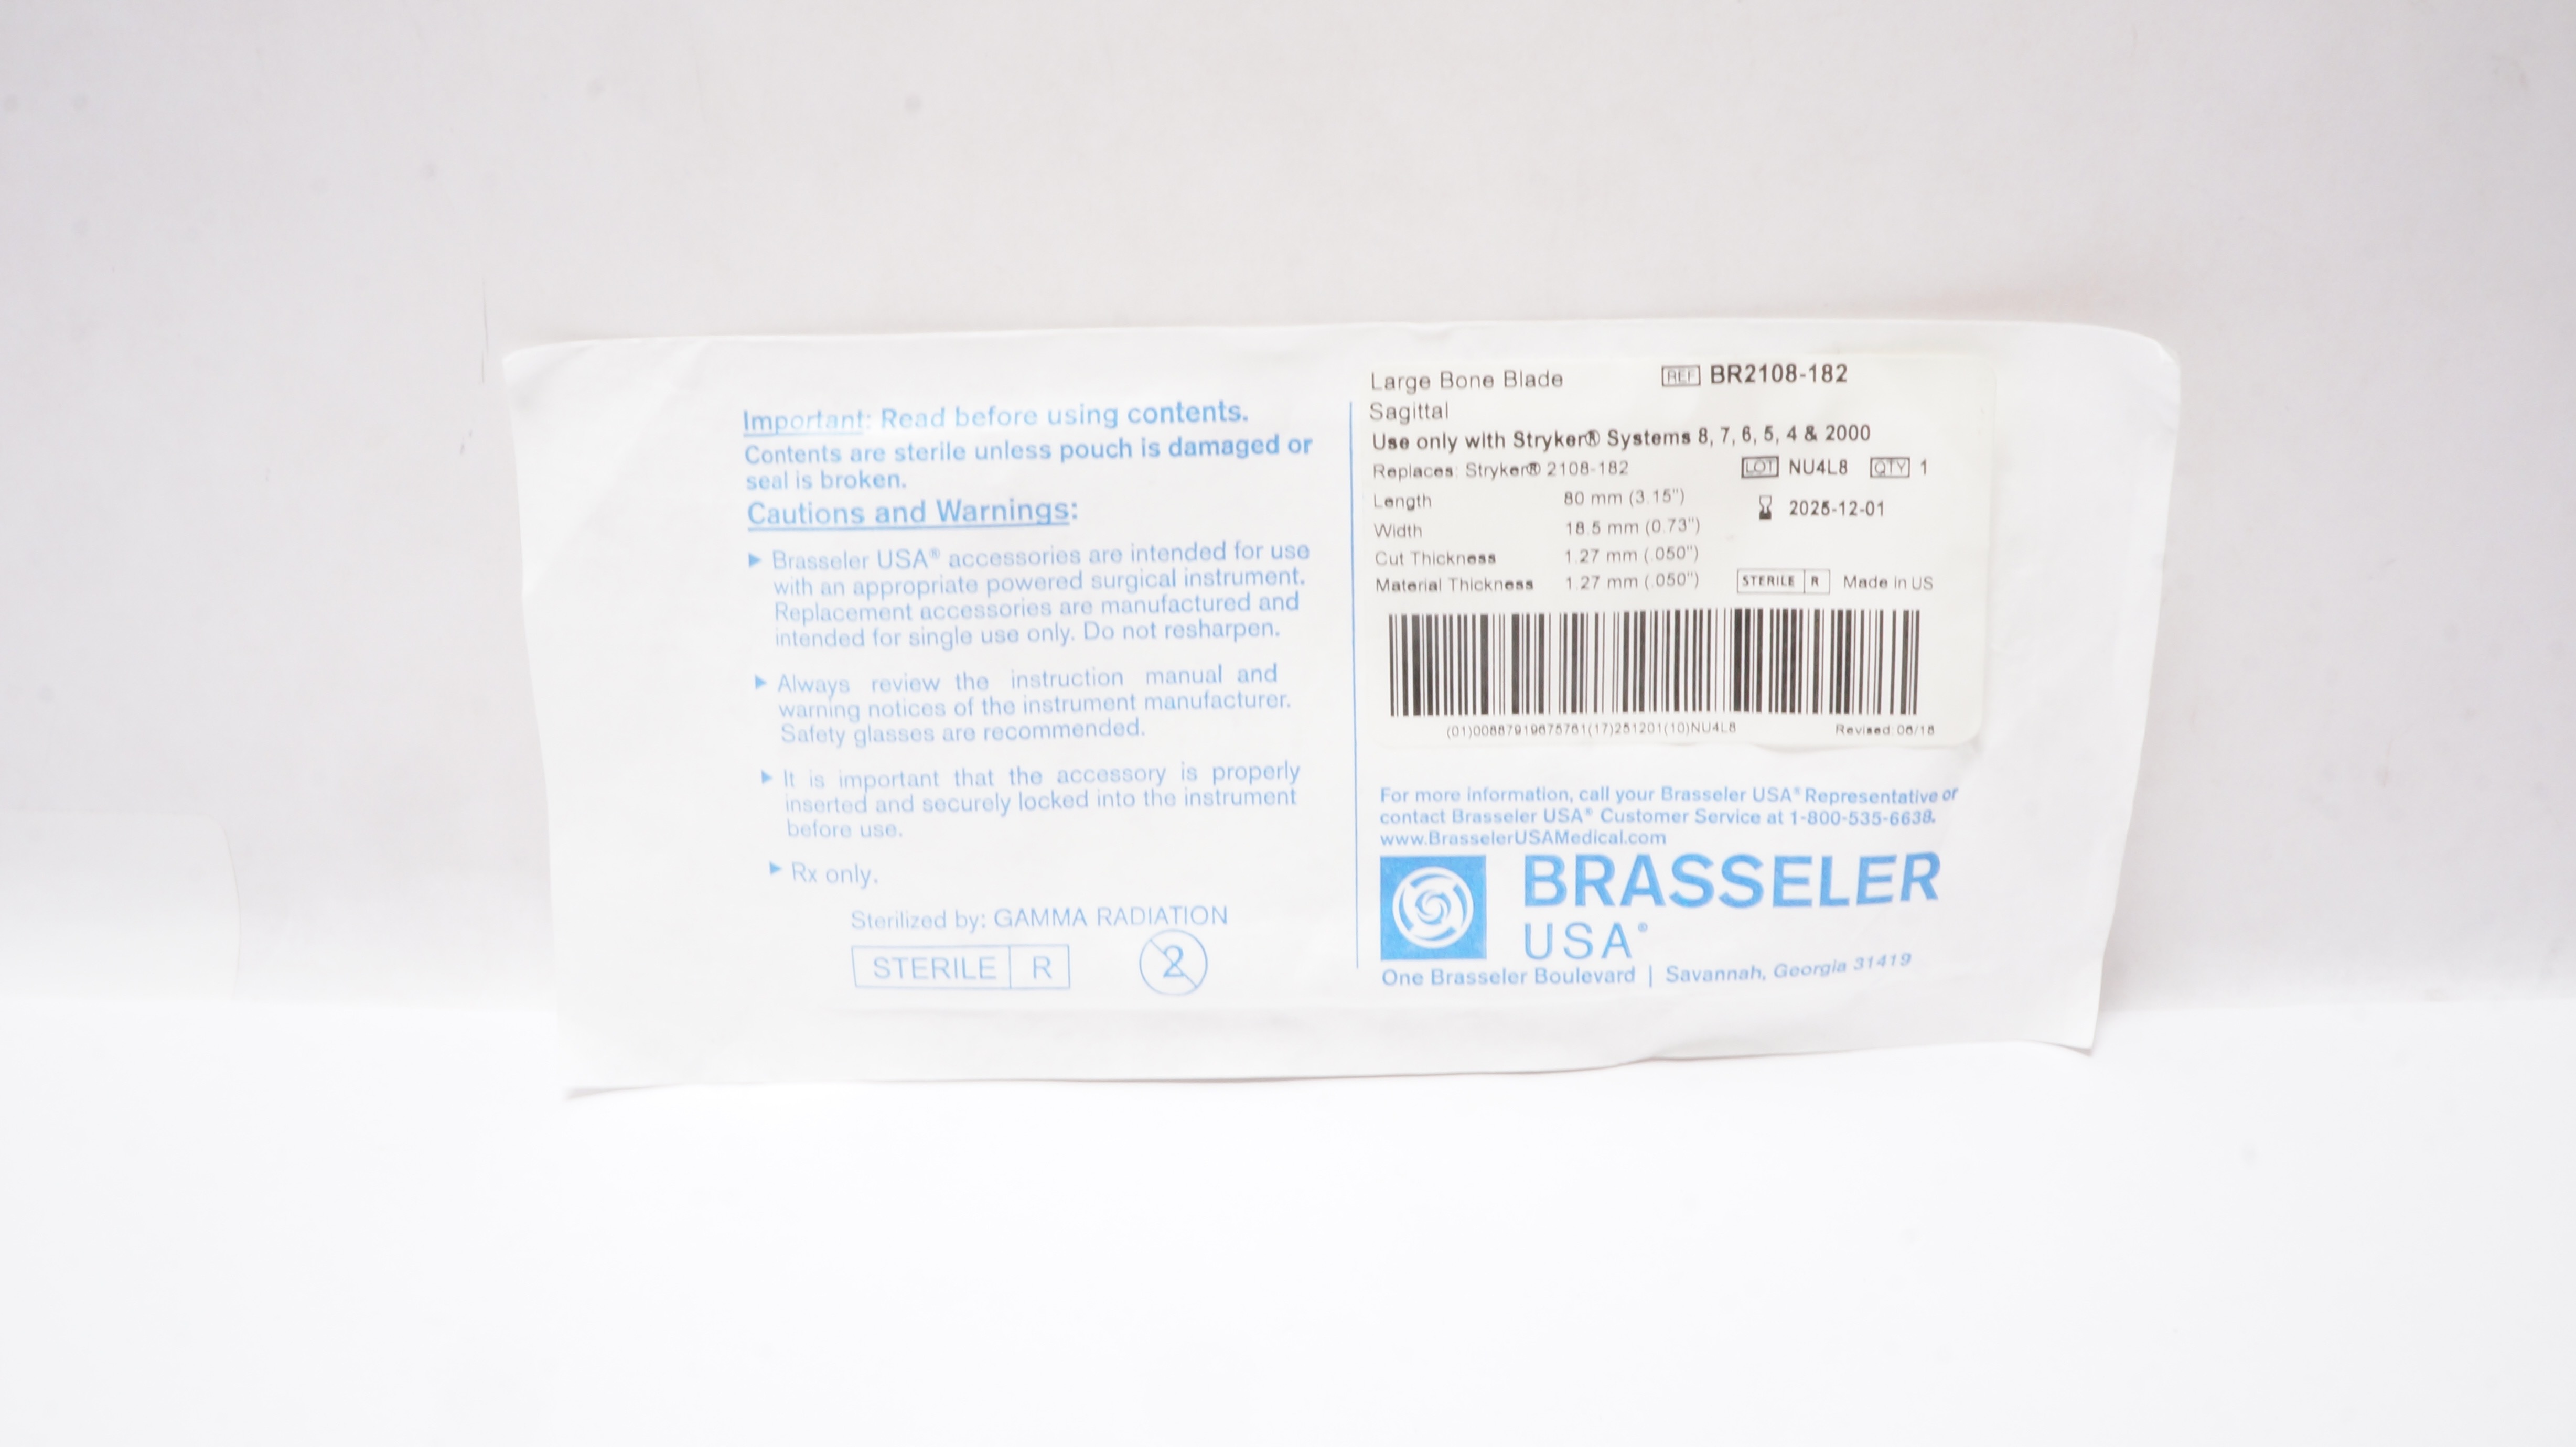 Important: Read before using contents.
Contents are sterile unless pouch is damaged or
seal is broken.
Cautions and Warnings:
▶ Brasseler USA® accessories are intended for use
with an appropriate powered surgical instrument.
Replacement accessories are manufactured and
intended for single use only. Do not resharpen.
▶ Always review the instruction manual and
warning notices of the instrument manufacturer.
Safety glasses are recommended.
▶ It is important that the accessory is properly
inserted and securely locked into the instrument
before use.
▶ Rx only.
Sterilized by: GAMMA RADIATION
STERILE R 2
Large Bone Blade REF BR2108-182
Sagittal
Use only with Stryker® Systems 8, 7, 6, 5, 4 & 2000
Replaces: Stryker® 2108-182 LOT NU4L8 QTY 1
Length 80 mm (3.15")
2025-12-01
Width 18.5 mm (0.73")
Cut Thickness 1.27 mm (.050")
Material Thickness 1.27 mm (.050") STERILE R Made in US
(17)251201(10)NU4L8
For more information, call your Brasseler USA® Representative or
contact Brasseler USA® Customer Service at 1-800-535-6638.
www.BrasselerUSAMedical.com
BRASSELER
USA®
One Brasseler Boulevard | Savannah, Georgia 31419